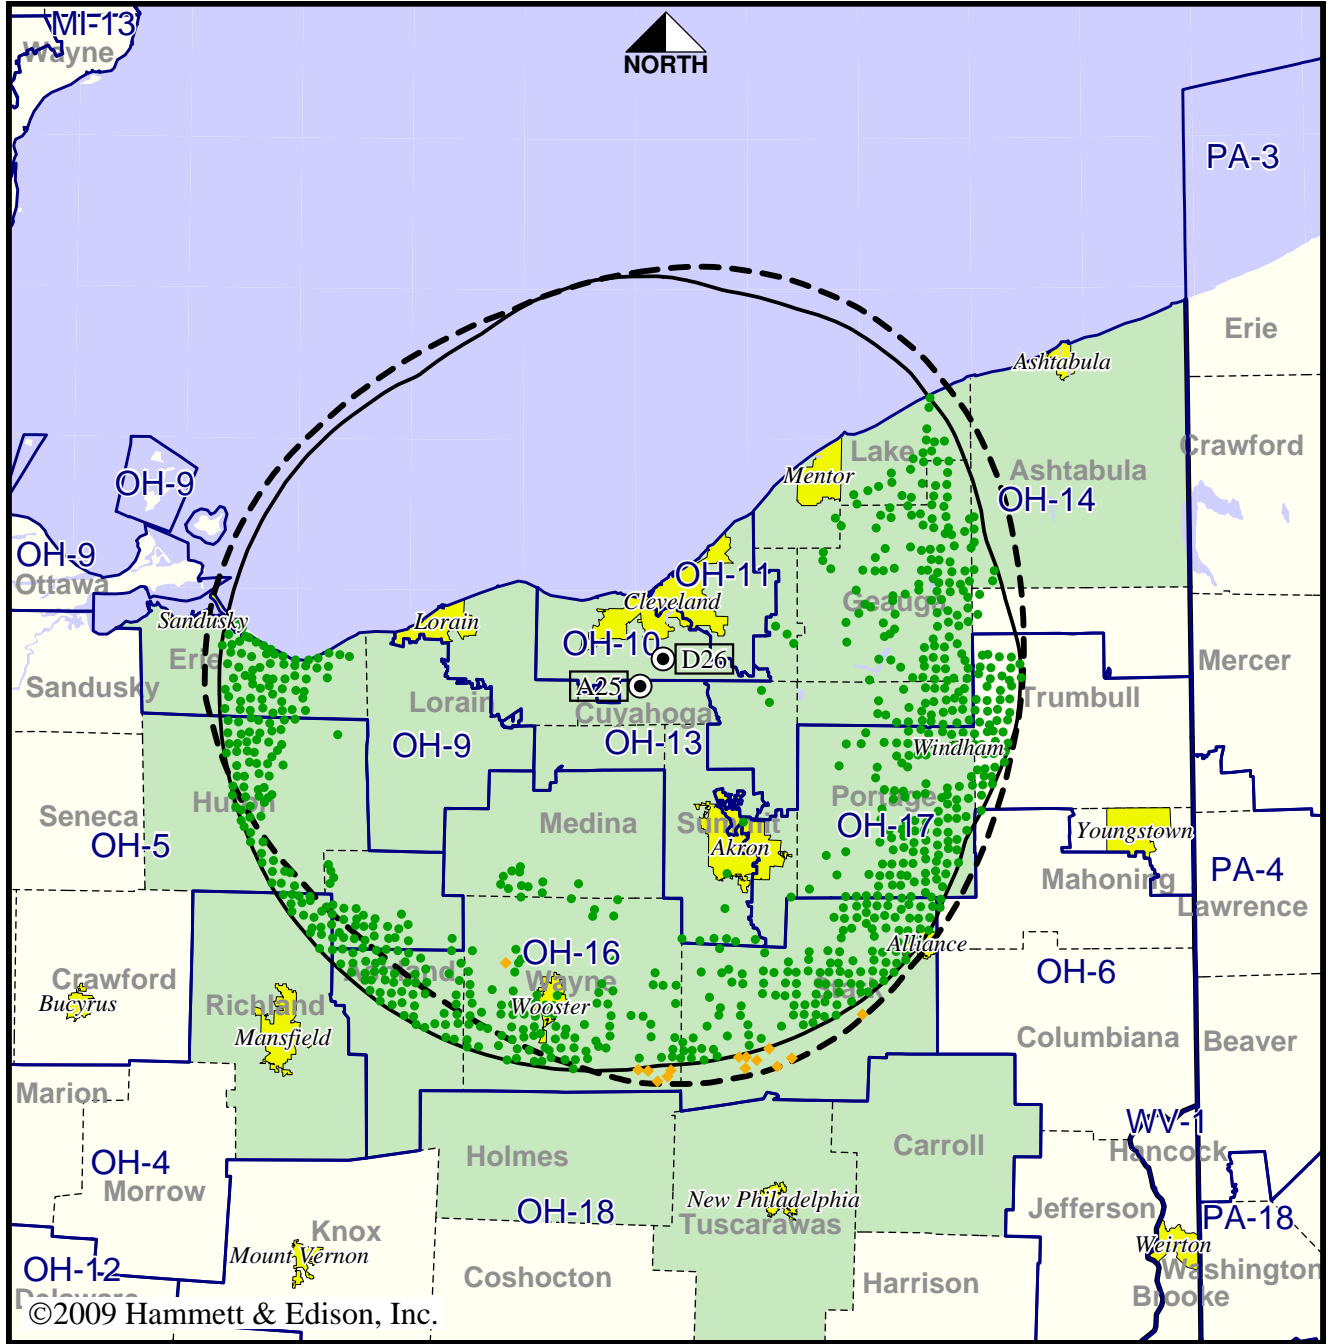 MI-13
Wayne
NORTH
PA-3
Erie
Ashtabula
Crawford
Lake
Ashtabula
Mentor
OH-9
OH-14
OH-9
Ottawa
OH-11
Cleveland
Geauga
Sandusky
Lorain
OH-10
D26
Erie
Mercer
Sandusky
A25
Trumbull
Lorain
Cuyahoga
OH-9
OH-13
Windham
Huron
Portage
Seneca
Medina
Summit
OH-17
Youngstown
OH-5
Akron
PA-4
Mahoning
Lawrence
Alliance
OH-16
Crawford
Ashland
Wayne
OH-6
Bucyrus
Richland
Wooster
Stark
Mansfield
Columbiana
Beaver
Marion
WV-1
Holmes
Carroll
Hancock
OH-4
Morrow
New Philadelphia
Jefferson
OH-18
Tuscarawas
PA-18
Knox
Mount Vernon
Weirton
OH-12
Coshocton
Harrison
Washington
Delaware
Brooke
©2009 Hammett & Edison, Inc.